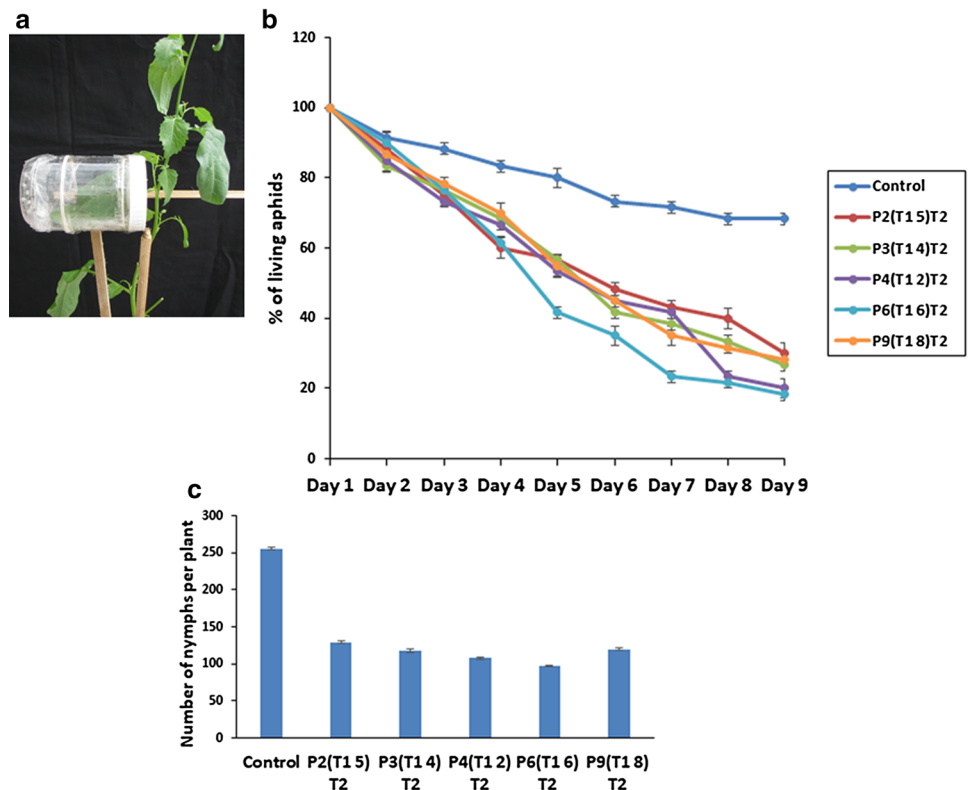 a
b
120
100
80
60
40
20
0
% of living aphids
Day 1 Day 2 Day 3 Day 4 Day 5 Day 6 Day 7 Day 8 Day 9
Control
P2(T1 5)T2
P3(T1 4)T2
P4(T1 2)T2
P6(T1 6)T2
P9(T1 8)T2
c
300
250
200
150
100
50
0
Number of nymphs per plant
Control P2(T1 5) P3(T1 4) P4(T1 2) P6(T1 6) P9(T1 8)
T2 T2 T2 T2 T2